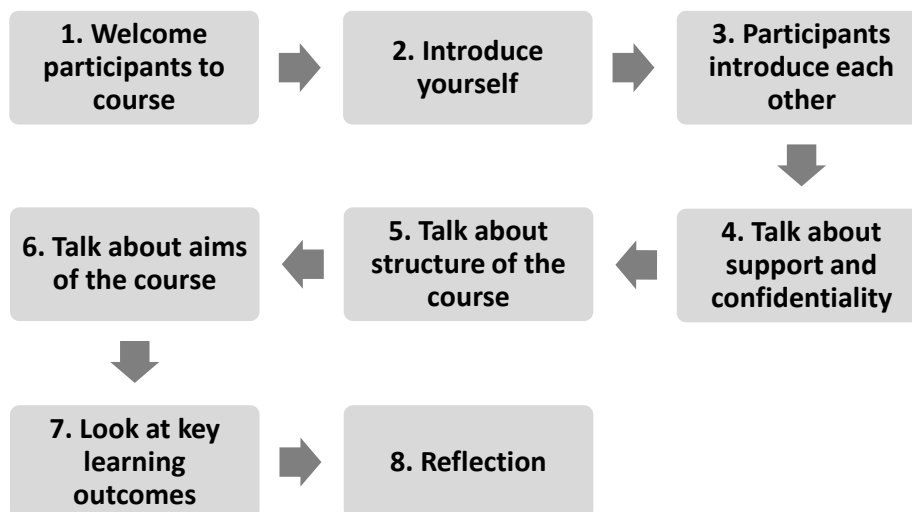 1. Welcome
participants to
course
2. Introduce
yourself
3. Participants
introduce each
other
4. Talk about
support and
confidentiality
5. Talk about
structure of the
course
6. Talk about aims
of the course
7. Look at key
learning
outcomes
8. Reflection